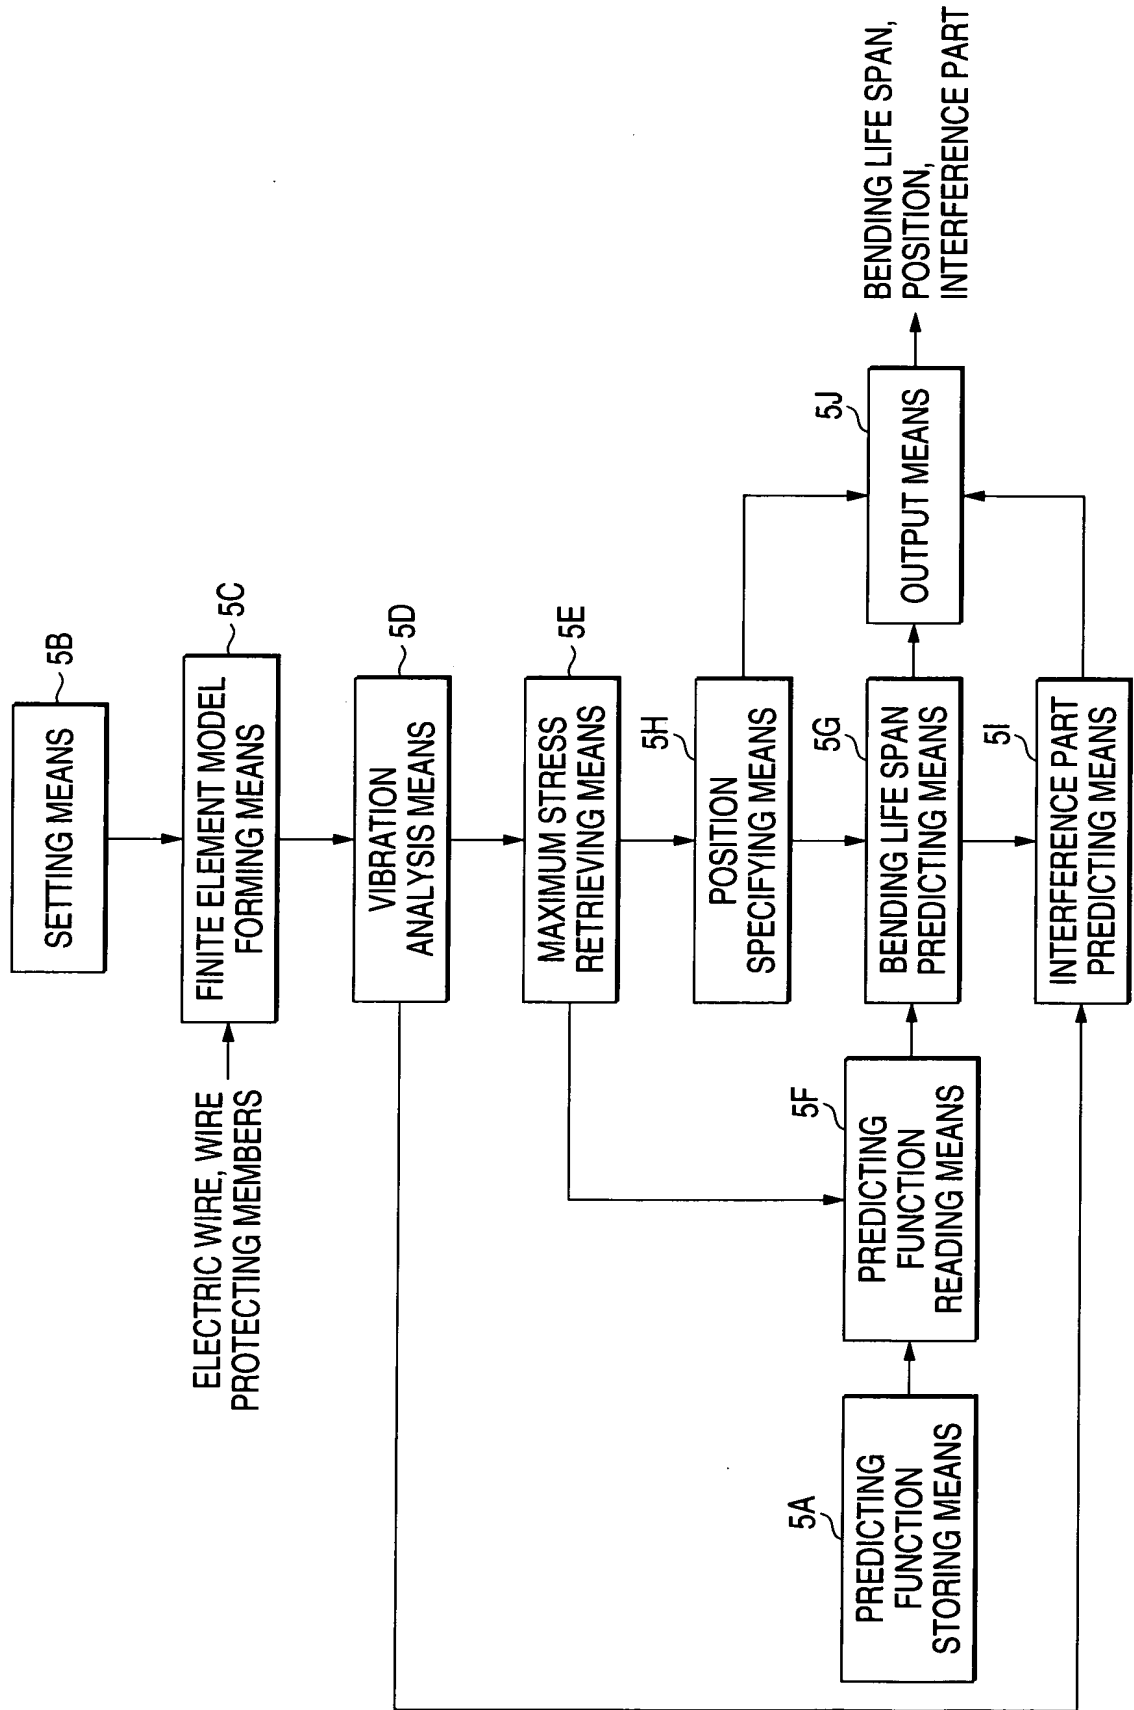 5B
SETTING MEANS
5C
FINITE ELEMENT MODEL
FORMING MEANS
ELECTRIC WIRE, WIRE
PROTECTING MEMBERS
5D
VIBRATION
ANALYSIS MEANS
5E
MAXIMUM STRESS
RETRIEVING MEANS
5H
POSITION
SPECIFYING MEANS
5A
PREDICTING
FUNCTION
STORING MEANS
5F
PREDICTING
FUNCTION
READING MEANS
5G
BENDING LIFE SPAN
PREDICTING MEANS
5J
OUTPUT MEANS
BENDING LIFE SPAN,
POSITION,
INTERFERENCE PART
5I
INTERFERENCE PART
PREDICTING MEANS